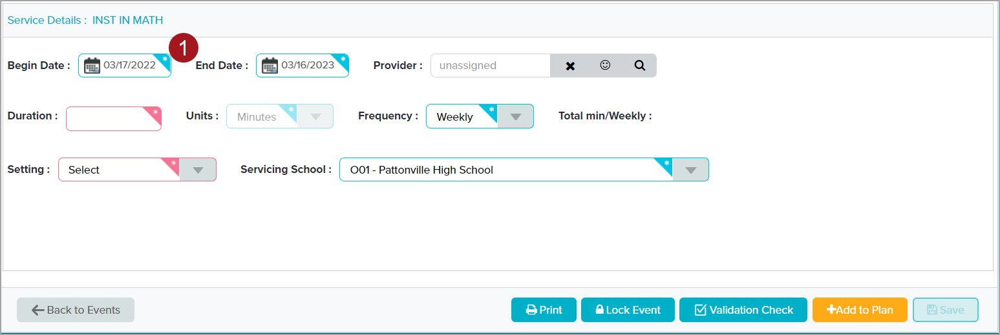 Service Details : INST IN MATH
1
Begin Date : 03/17/2022 * End Date : 03/16/2023 * Provider : unassigned
Duration : * Units : Minutes * Frequency : Weekly * Total min/Weekly :
Setting : Select * Servicing School : O01 - Pattonville High School *
Back to Events Print Lock Event Validation Check +Add to Plan Save